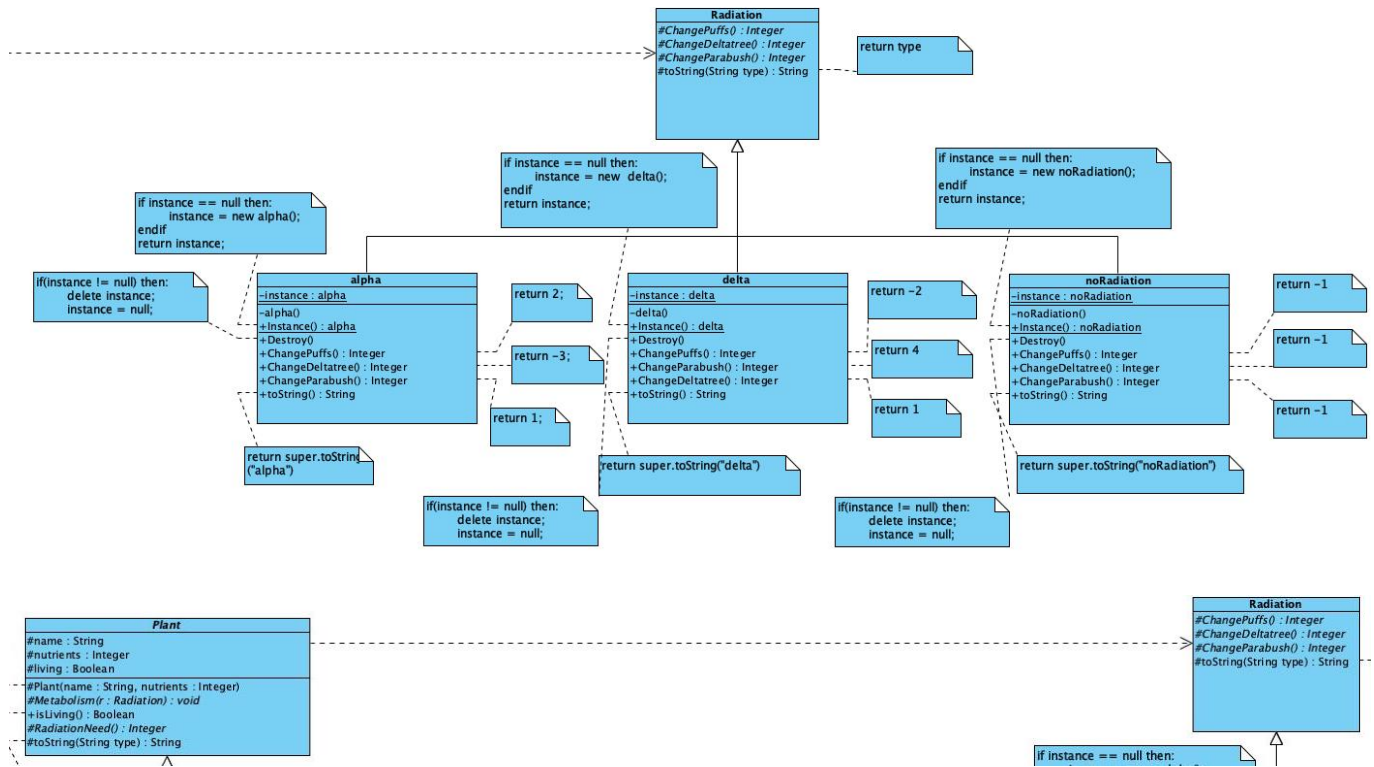 Radiation
#ChangePuffs() : Integer
#ChangeDeltatree() : Integer
#ChangeParabush() : Integer
#toString(String type) : String
return type
if instance == null then:
instance = new alpha();
endif
return instance;
if instance == null then:
instance = new delta();
endif
return instance;
if instance == null then:
instance = new noRadiation();
endif
return instance;
if(instance != null) then:
delete instance;
instance = null;
alpha
-instance : alpha
-alpha()
+Instance() : alpha
+Destroy()
+ChangePuffs() : Integer
+ChangeDeltatree() : Integer
+ChangeParabush() : Integer
+toString() : String
return 2;
return -3;
return 1;
return super.toString
("alpha")
delta
-instance : delta
-delta()
+Instance() : delta
+Destroy()
+ChangePuffs() : Integer
+ChangeParabush() : Integer
+ChangeDeltatree() : Integer
+toString() : String
return -2
return 4
return 1
return super.toString("delta")
if(instance != null) then:
delete instance;
instance = null;
noRadiation
-instance : noRadiation
-noRadiation()
+Instance() : noRadiation
+Destroy()
+ChangePuffs() : Integer
+ChangeDeltatree() : Integer
+ChangeParabush() : Integer
+toString() : String
return -1
return -1
return -1
return super.toString("noRadiation")
if(instance != null) then:
delete instance;
instance = null;
Plant
#name : String
#nutrients : Integer
#living : Boolean
#Plant(name : String, nutrients : Integer)
#Metabolism(r : Radiation) : void
+isLiving() : Boolean
#RadiationNeed() : Integer
#toString(String type) : String
Radiation
#ChangePuffs() : Integer
#ChangeDeltatree() : Integer
#ChangeParabush() : Integer
#toString(String type) : String
if instance == null then: